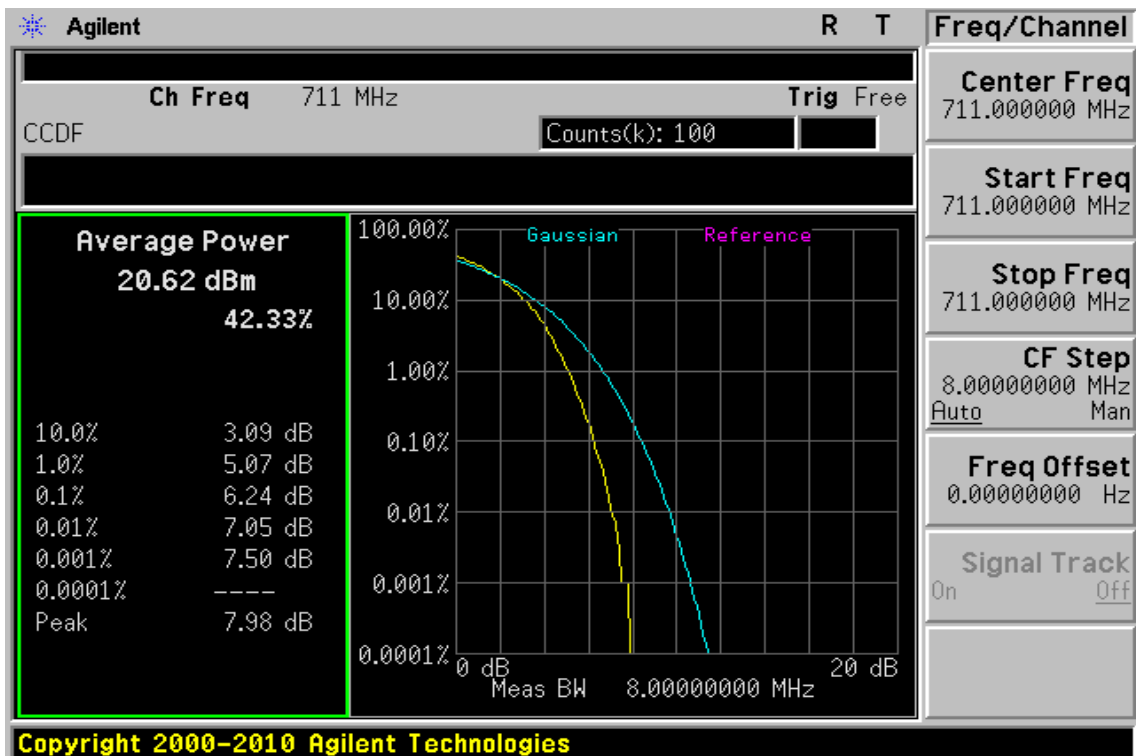 Agilent R T Freq/Channel
Ch Freq 711 MHz Trig Free
CCDF Counts(k): 100
Average Power
20.62 dBm
42.33%
10.0% 3.09 dB
1.0% 5.07 dB
0.1% 6.24 dB
0.01% 7.05 dB
0.001% 7.50 dB
0.0001% ----
Peak 7.98 dB
Gaussian Reference
100.00%
10.00%
1.00%
0.10%
0.01%
0.001%
0.0001%
0 dB 20 dB
Meas BW 8.00000000 MHz
Center Freq
711.000000 MHz
Start Freq
711.000000 MHz
Stop Freq
711.000000 MHz
CF Step
8.00000000 MHz
Auto Man
Freq Offset
0.00000000 Hz
Signal Track
On Off
Copyright 2000-2010 Agilent Technologies